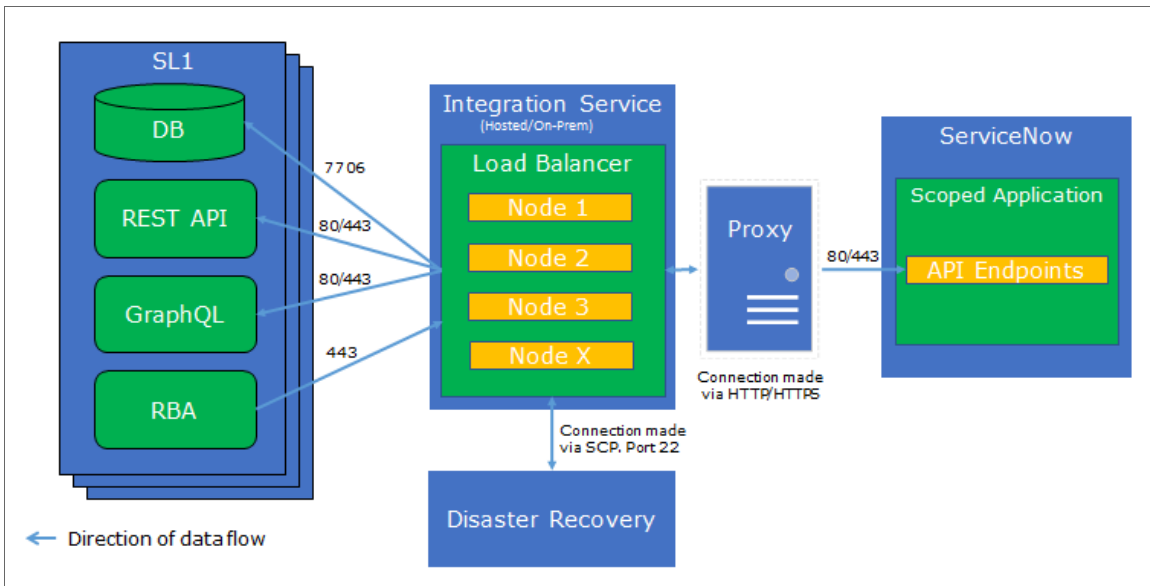 SL1
DB
REST API
GraphQL
RBA
7706
80/443
80/443
443
Integration Service
(Hosted/On-Prem)
Load Balancer
Node 1
Node 2
Node 3
Node X
Connection made
via SCP. Port 22
Disaster Recovery
Proxy
Connection made
via HTTP/HTTPS
80/443
ServiceNow
Scoped Application
API Endpoints
Direction of data flow